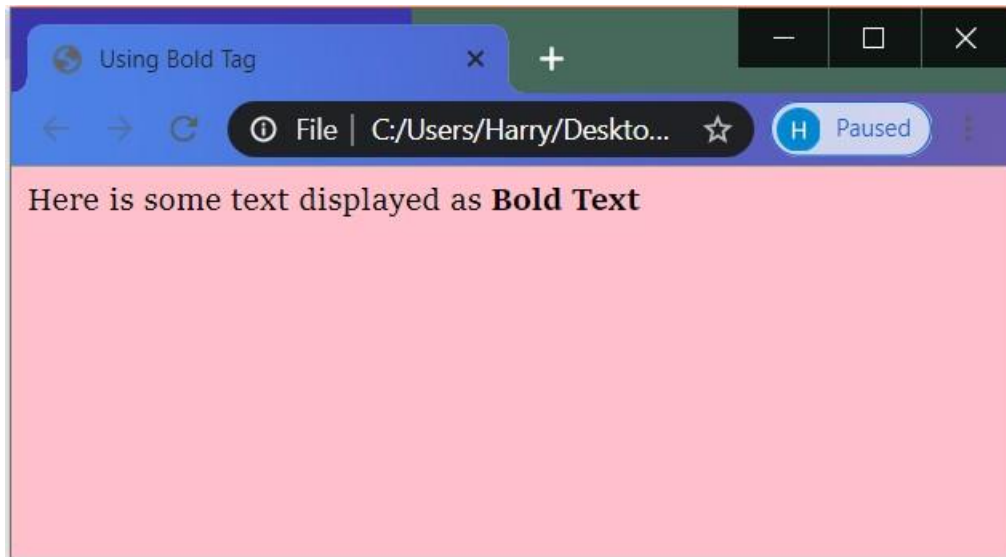 Using Bold Tag
File | C:/Users/Harry/Deskto...
H Paused
Here is some text displayed as Bold Text